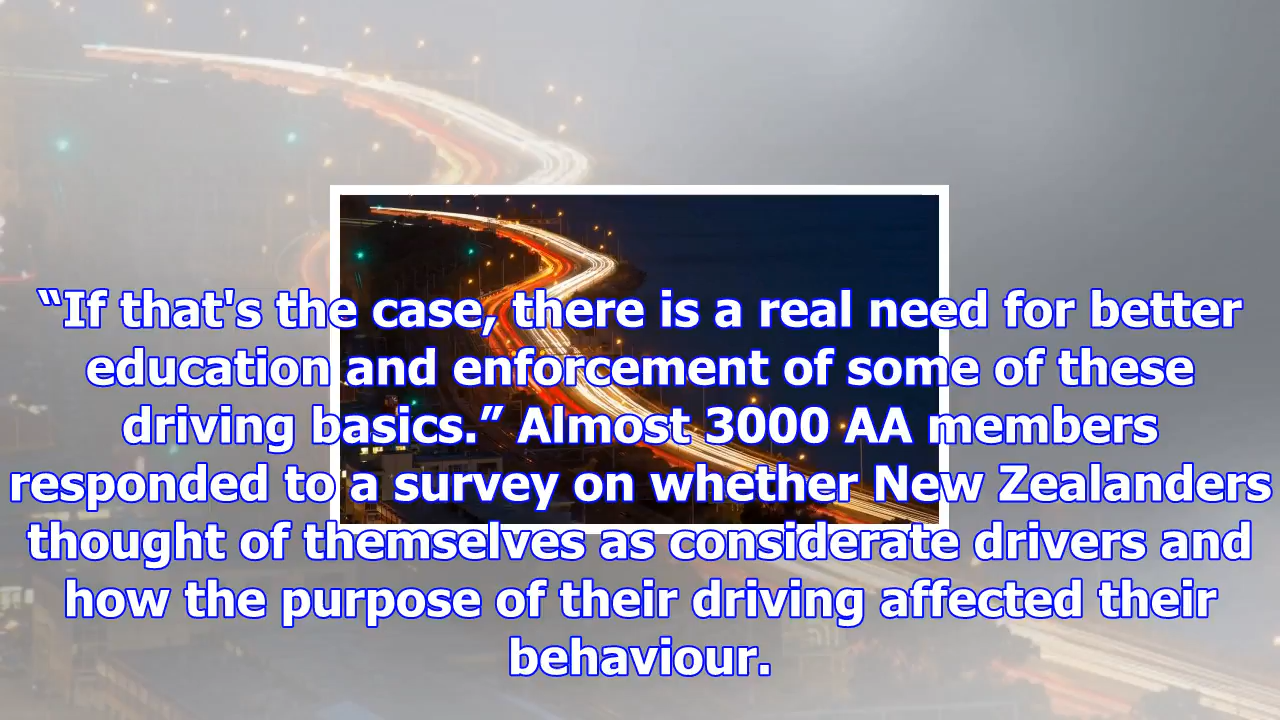 “If that's the case, there is a real need for better
education and enforcement of some of these
driving basics.” Almost 3000 AA members
responded to a survey on whether New Zealanders
thought of themselves as considerate drivers and
how the purpose of their driving affected their
behaviour.